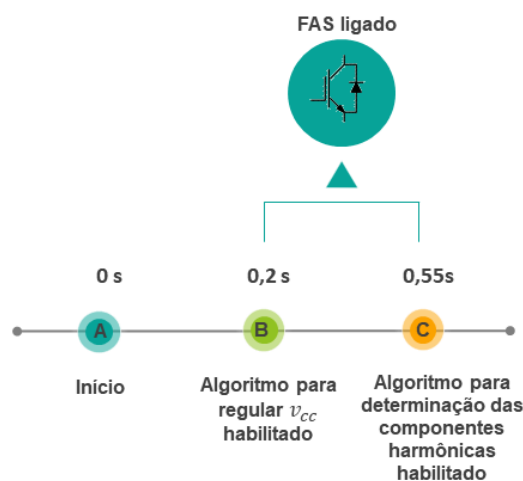 FAS ligado
0 s
0,2 s
0,55s
A
B
C
Início
Algoritmo para
regular v_cc
habilitado
Algoritmo para
determinação das
componentes
harmônicas
habilitado